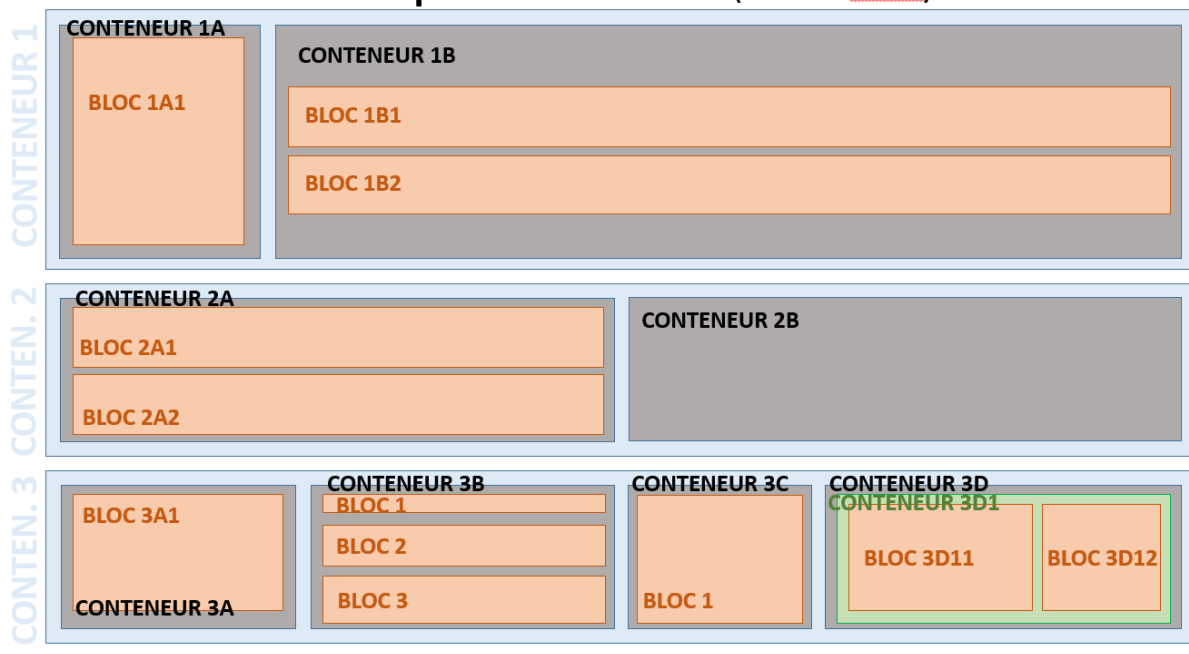 CONTENEUR 1
CONTENEUR 1A
BLOC 1A1
CONTENEUR 1B
BLOC 1B1
BLOC 1B2
CONTEN. 2
CONTENEUR 2A
BLOC 2A1
BLOC 2A2
CONTENEUR 2B
CONTEN. 3
BLOC 3A1
CONTENEUR 3A
CONTENEUR 3B
BLOC 1
BLOC 2
BLOC 3
CONTENEUR 3C
BLOC 1
CONTENEUR 3D
CONTENEUR 3D1
BLOC 3D11
BLOC 3D12